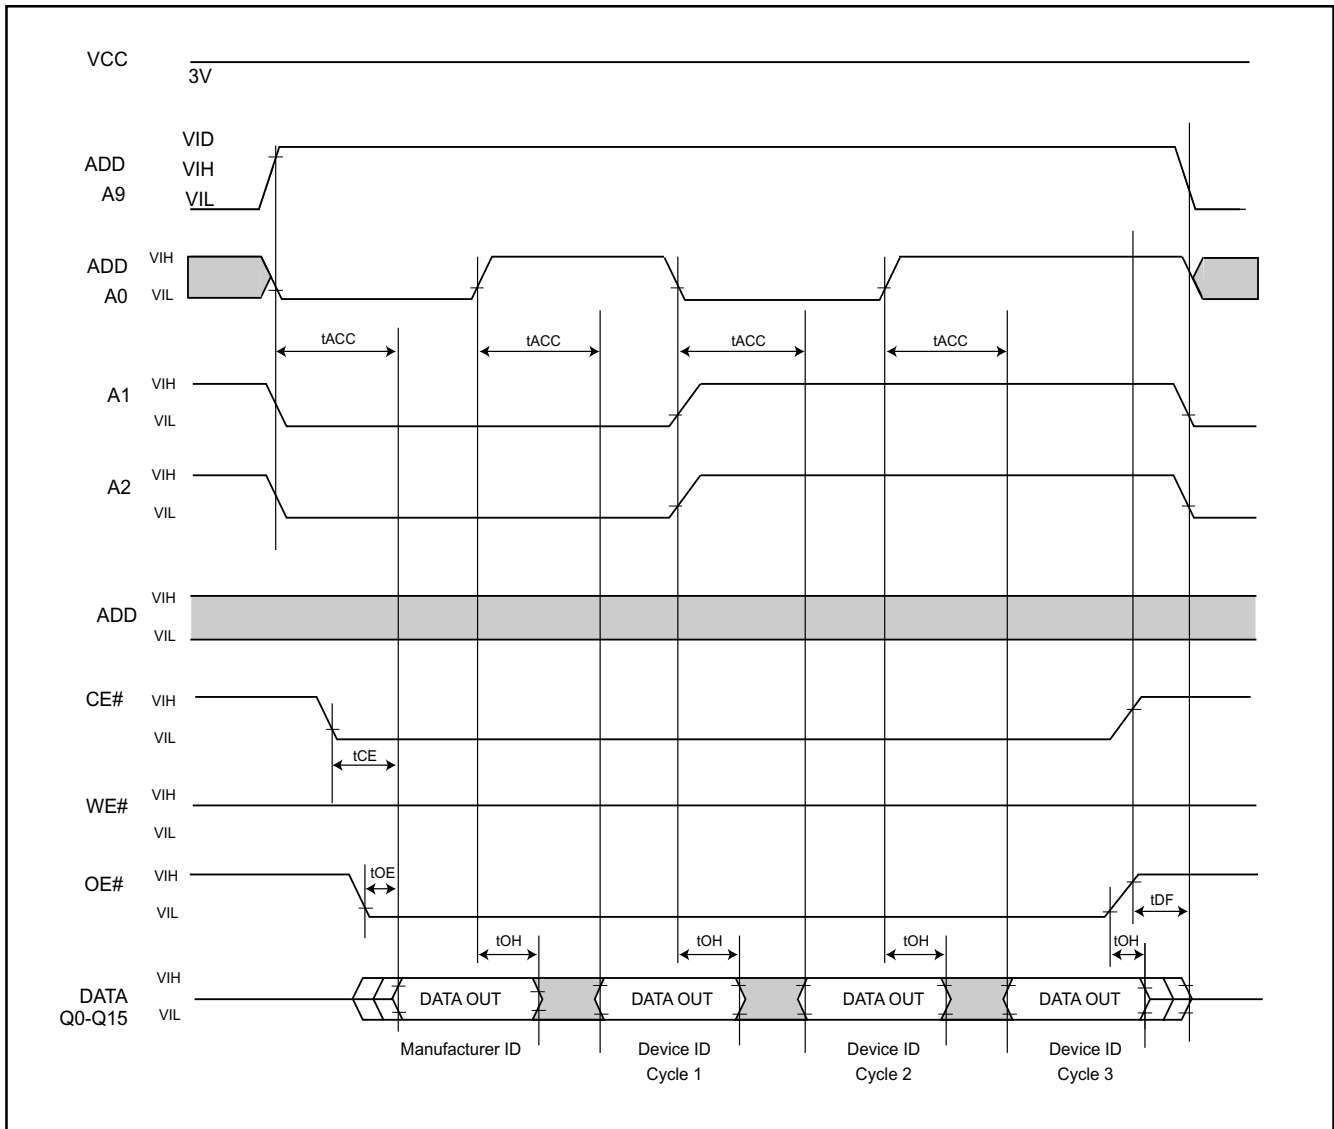 VCC
3V
VID
ADD
VIH
A9
VIL
ADD
VIH
A0
VIL
tACC
tACC
tACC
tACC
A1
VIH
VIL
A2
VIH
VIL
ADD
VIH
VIL
CE#
VIH
VIL
tCE
WE#
VIH
VIL
OE#
VIH
VIL
tOE
tDF
tOH
tOH
tOH
tOH
DATA
Q0-Q15
VIH
VIL
DATA OUT
DATA OUT
DATA OUT
DATA OUT
Manufacturer ID
Device ID
Cycle 1
Device ID
Cycle 2
Device ID
Cycle 3